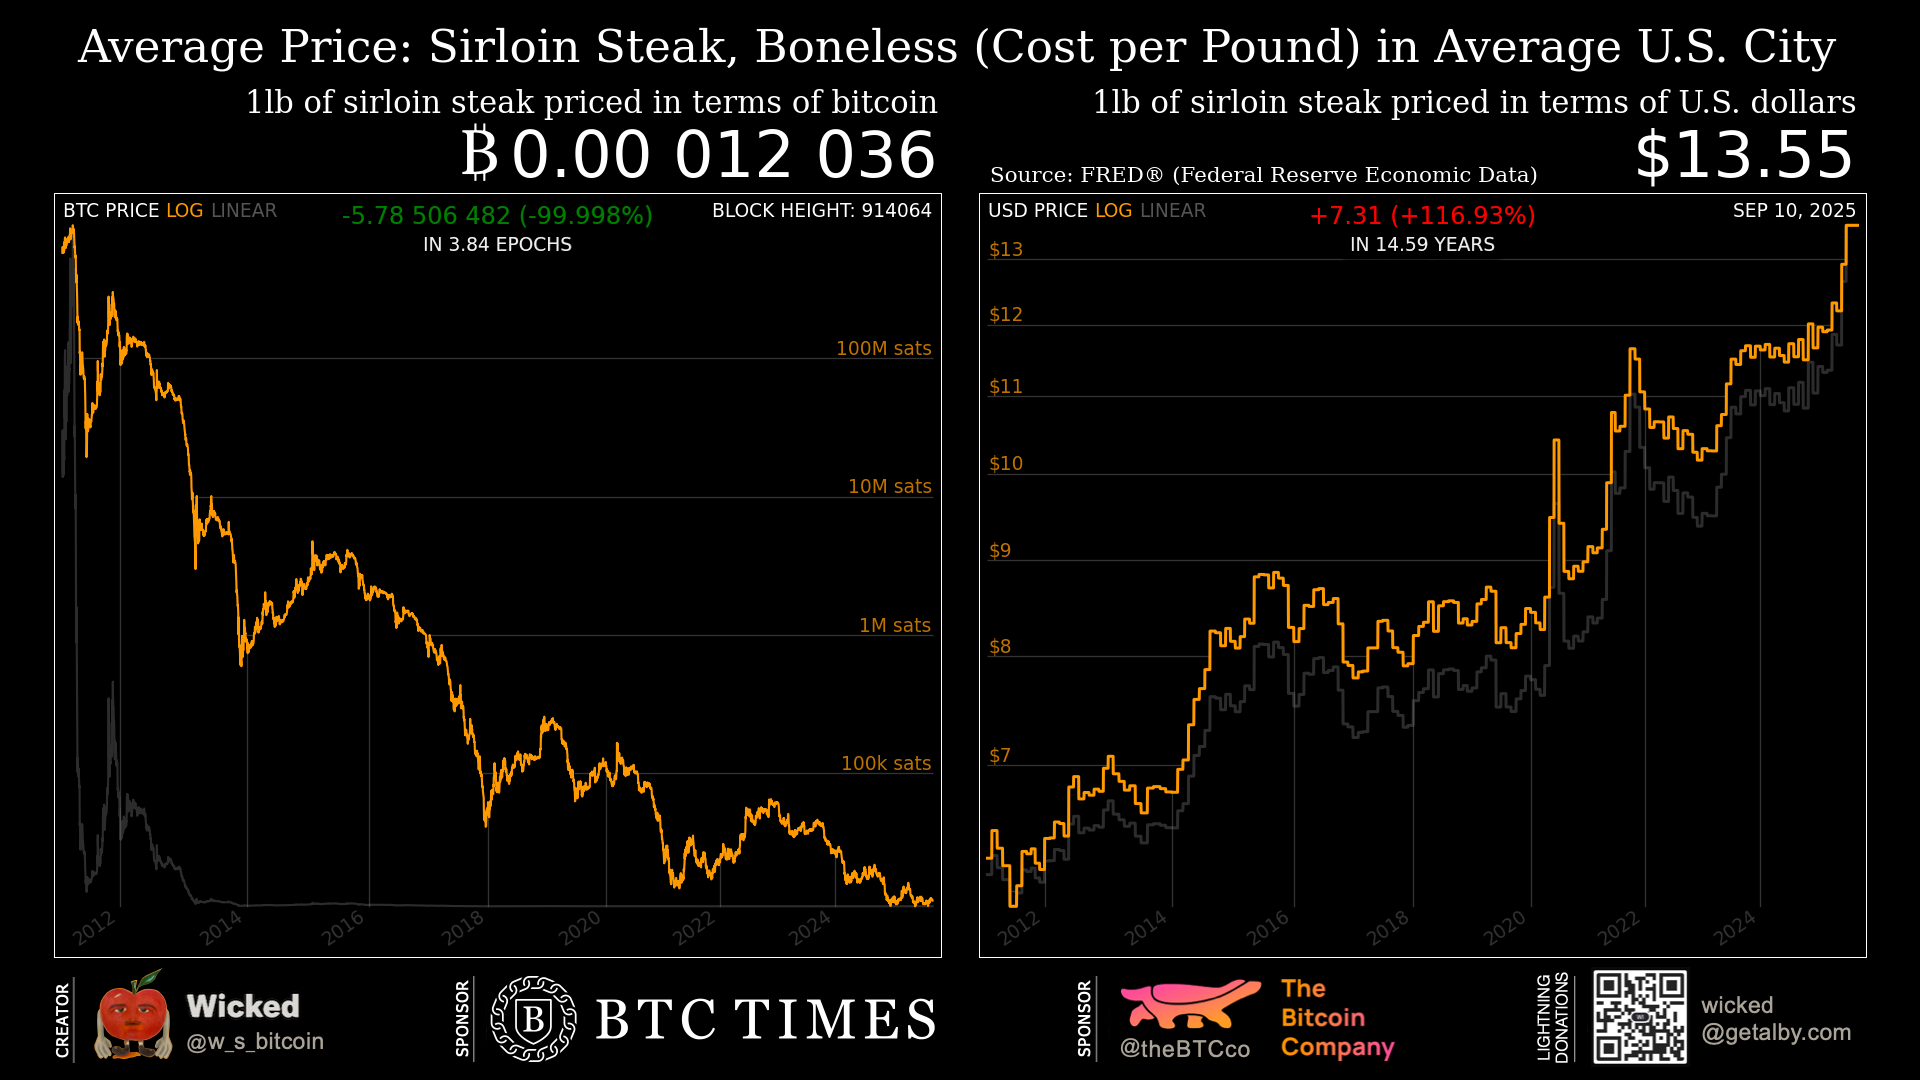 Average Price: Sirloin Steak, Boneless (Cost per Pound) in Average U.S. City
1lb of sirloin steak priced in terms of bitcoin
₿ 0.00 012 036
BTC PRICE LOG LINEAR
-5.78 506 482 (-99.998%)
IN 3.84 EPOCHS
BLOCK HEIGHT: 914064
100M sats
10M sats
1M sats
100k sats
2012 2014 2016 2018 2020 2022 2024
1lb of sirloin steak priced in terms of U.S. dollars
Source: FRED® (Federal Reserve Economic Data)
$13.55
USD PRICE LOG LINEAR
+7.31 (+116.93%)
IN 14.59 YEARS
SEP 10, 2025
$13
$12
$11
$10
$9
$8
$7
2012 2014 2016 2018 2020 2022 2024
CREATOR
Wicked
@w_s_bitcoin
SPONSOR
B
BTC TIMES
SPONSOR
@theBTCco
The
Bitcoin
Company
LIGHTNING
DONATIONS
wicked
@getalby.com